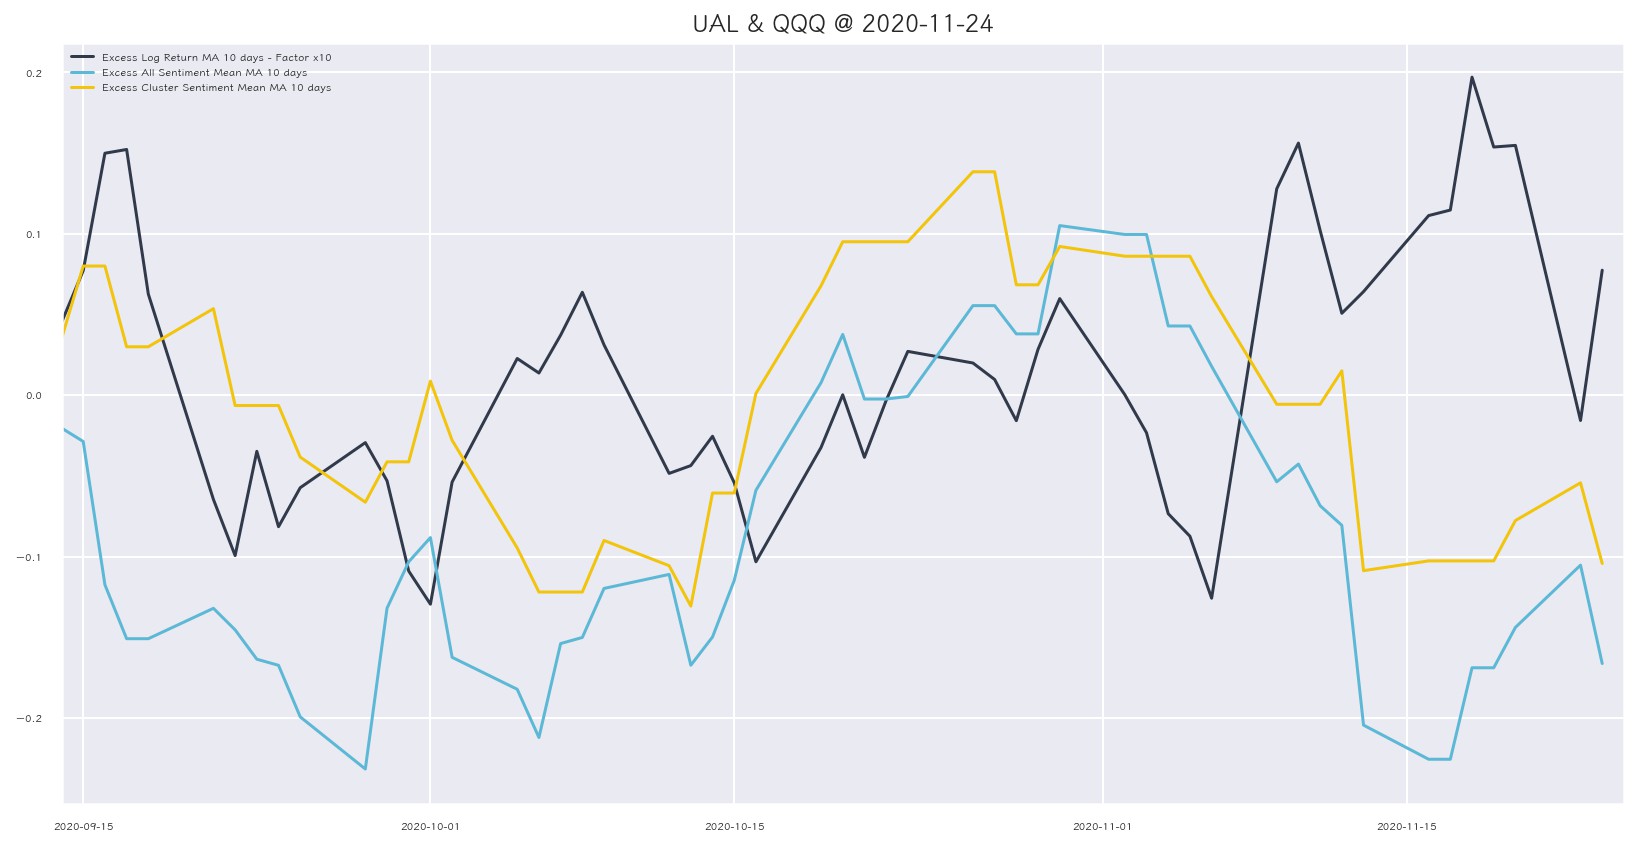 UAL & QQQ @ 2020-11-24
Excess Log Return MA 10 days - Factor x10
Excess All Sentiment Mean MA 10 days
Excess Cluster Sentiment Mean MA 10 days
0.2
0.1
0.0
−0.1
−0.2
2020-09-15
2020-10-01
2020-10-15
2020-11-01
2020-11-15